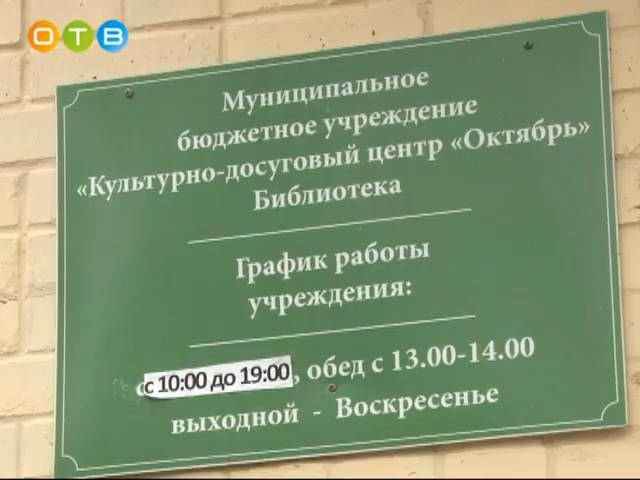 ОТВ
Муниципальное
бюджетное учреждение
«Культурно-досуговый центр «Октябрь»
Библиотека
График работы
учреждения:
с 10:00 до 19:00, обед с 13.00-14.00
выходной - Воскресенье